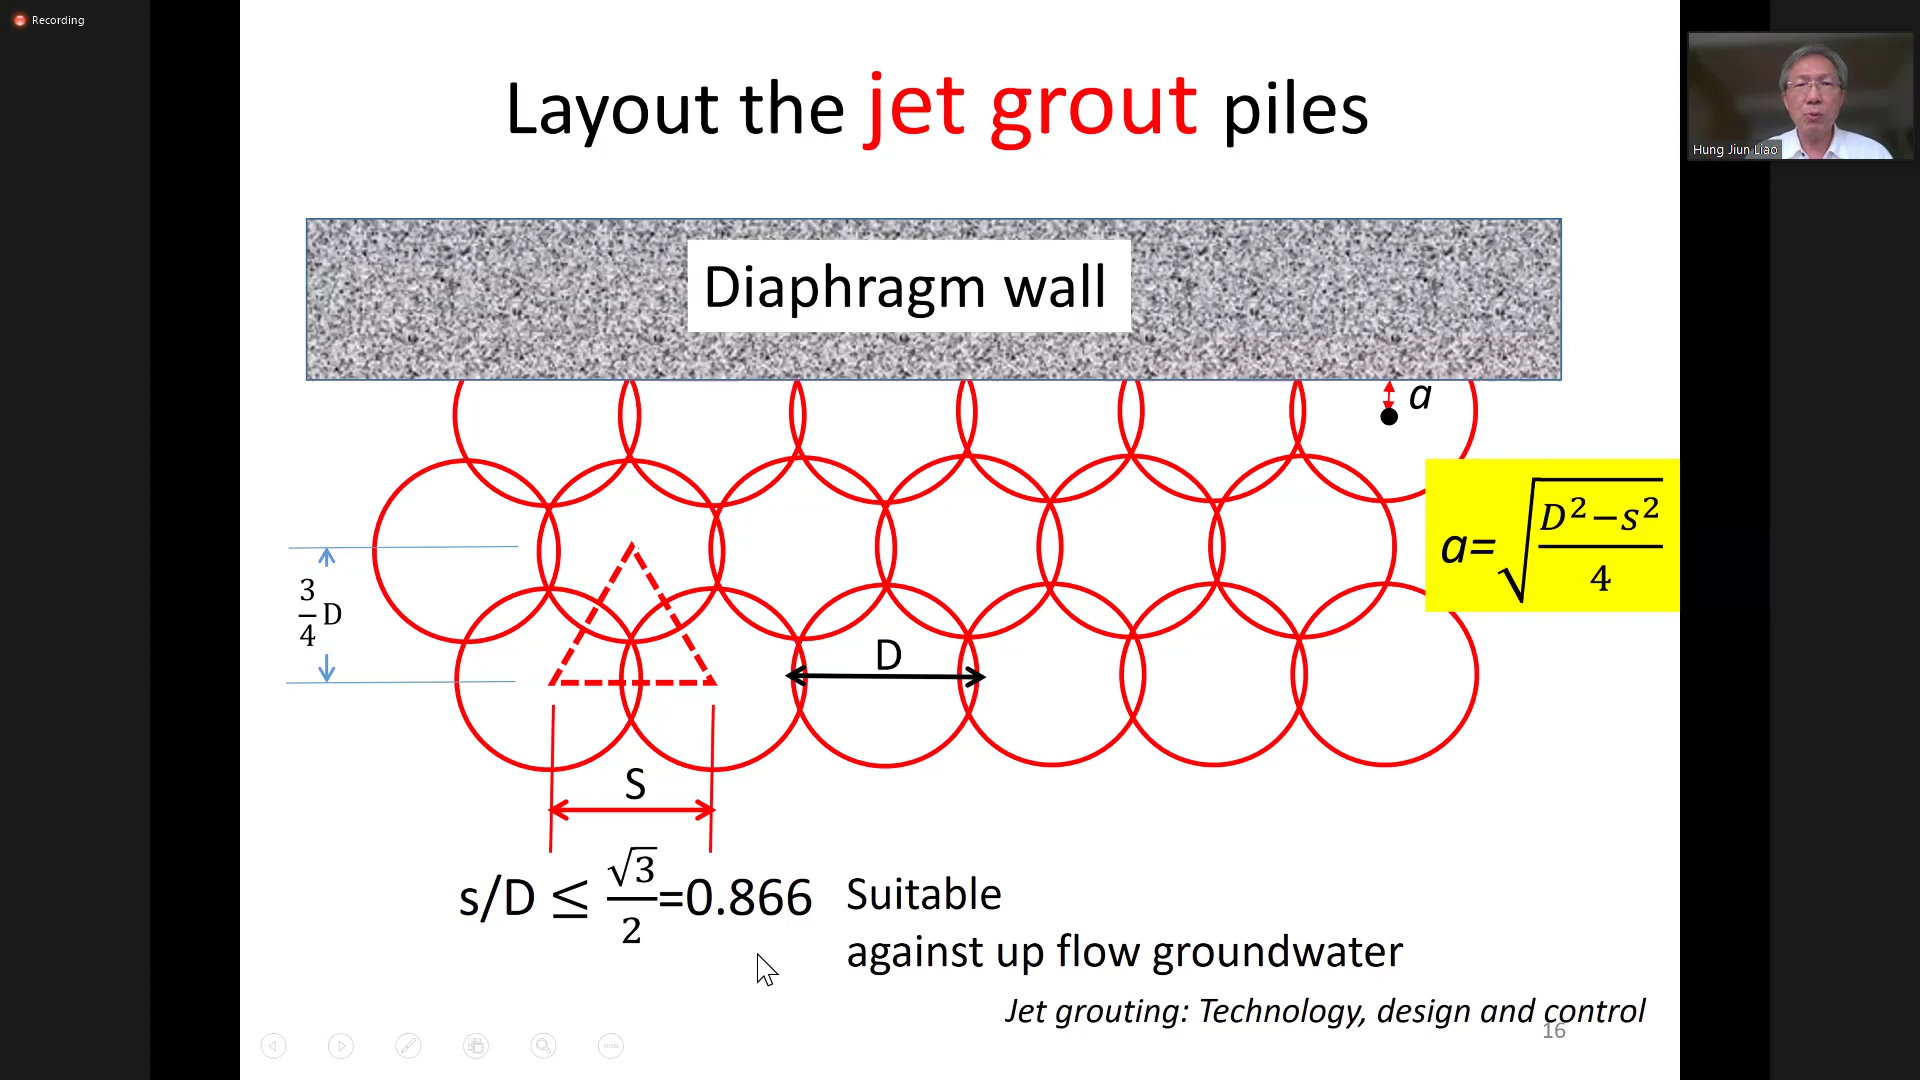 Recording
Layout the jet grout piles
Hung Jiun Liao
Diaphragm wall
a
a=√((D²−s²)/4)
3/4 D
D
S
s/D ≤ √3/2=0.866
Suitable
against up flow groundwater
Jet grouting: Technology, design and control
16